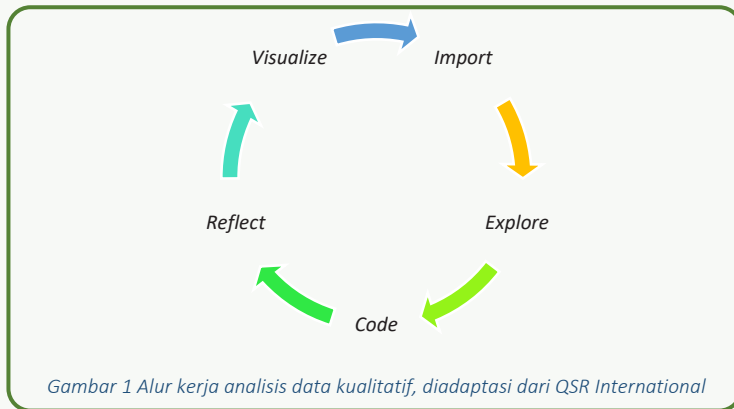 Visualize
Import
Reflect
Explore
Code
Gambar 1 Alur kerja analisis data kualitatif, diadaptasi dari QSR International